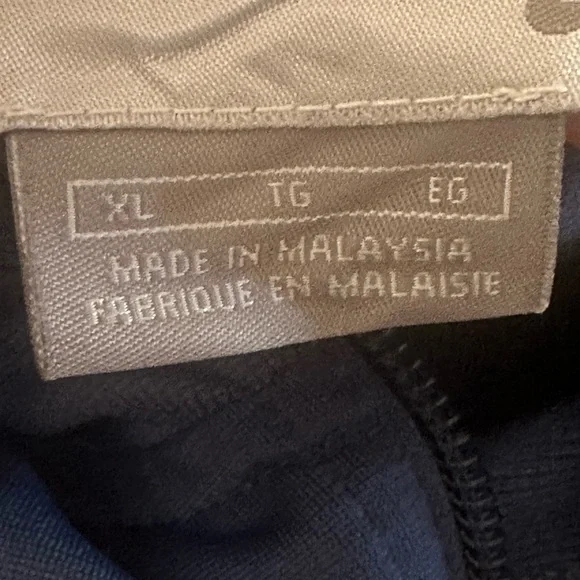 XL TG EG
MADE IN MALAYSIA
FABRIQUE EN MALAISIE